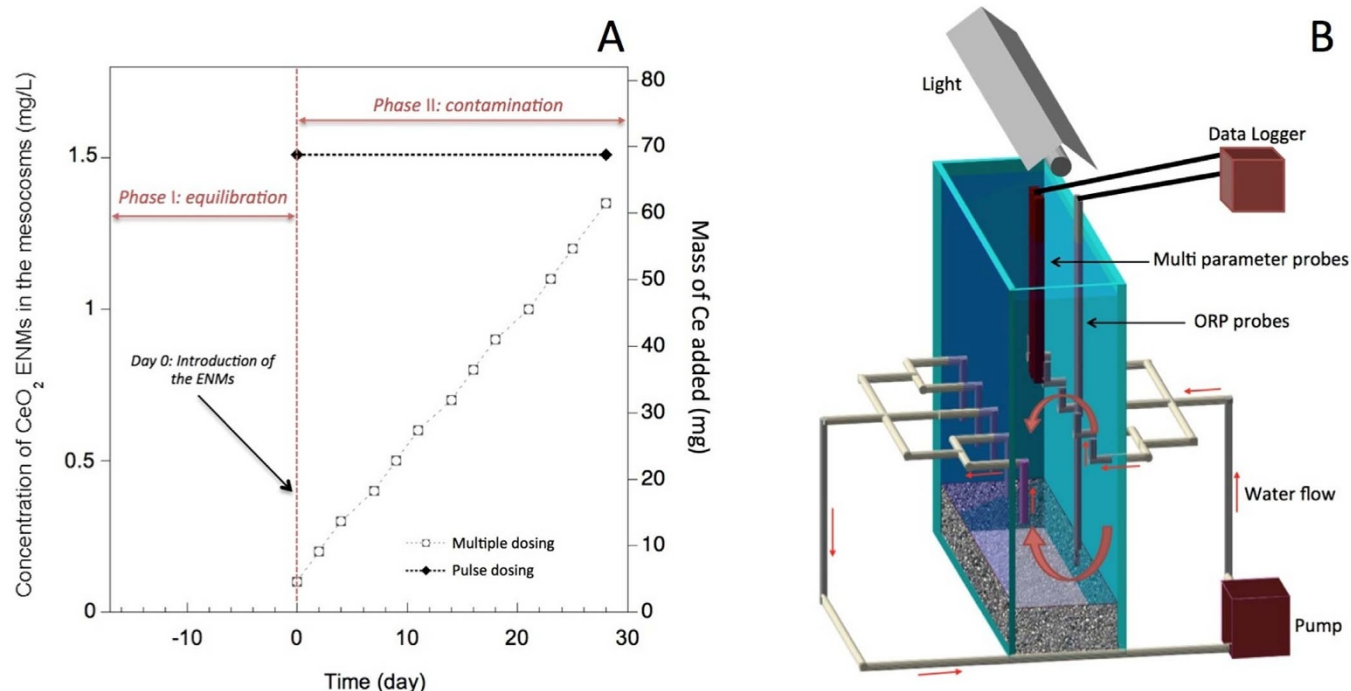 A
Concentration of CeO2 ENMs in the mesocosms (mg/L)
1.5
1
0.5
0
Phase II: contamination
Phase I: equilibration
Day 0: Introduction of
the ENMs
Multiple dosing
Pulse dosing
80
70
60
50
40
30
20
10
0
Mass of Ce added (mg)
-10
0
10
20
30
Time (day)
B
Light
Data Logger
Multi parameter probes
ORP probes
Water flow
Pump